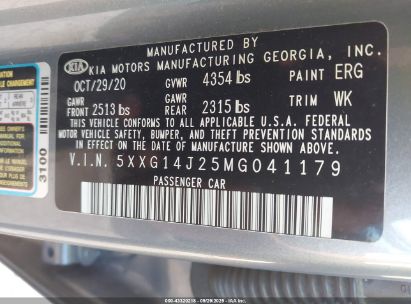 MANUFACTURED BY
KIA KIA MOTORS MANUFACTURING GEORGIA, INC.
OCT/29/20 GVWR 4354 lbs PAINT ERG
GAWR FRONT 2513 lbs GAWR REAR 2315 lbs TRIM WK
THIS VEHICLE CONFORMS TO ALL APPLICABLE U.S.A. FEDERAL
MOTOR VEHICLE SAFETY, BUMPER, AND THEFT PREVENTION STANDARDS
IN EFFECT ON THE DATE OF MANUFACTURE SHOWN ABOVE.
V.I.N. 5XXG14J25MG041179
PASSENGER CAR
3100